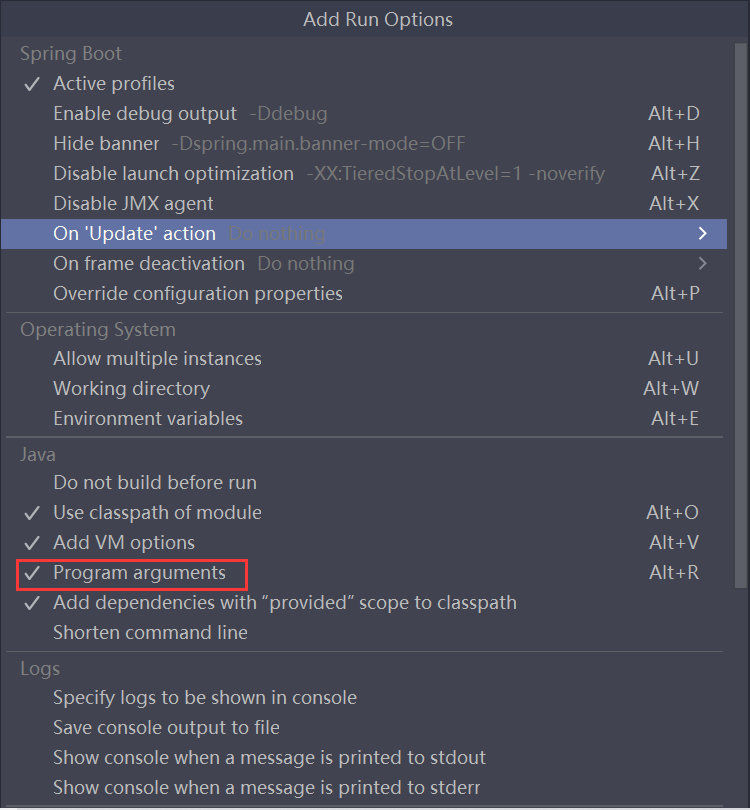 Add Run Options
Spring Boot
Active profiles
Enable debug output -Ddebug Alt+D
Hide banner -Dspring.main.banner-mode=OFF Alt+H
Disable launch optimization -XX:TieredStopAtLevel=1 -noverify Alt+Z
Disable JMX agent Alt+X
On 'Update' action Do nothing
On frame deactivation Do nothing
Override configuration properties Alt+P
Operating System
Allow multiple instances Alt+U
Working directory Alt+W
Environment variables Alt+E
Java
Do not build before run
Use classpath of module Alt+O
Add VM options Alt+V
Program arguments Alt+R
Add dependencies with “provided” scope to classpath
Shorten command line
Logs
Specify logs to be shown in console
Save console output to file
Show console when a message is printed to stdout
Show console when a message is printed to stderr